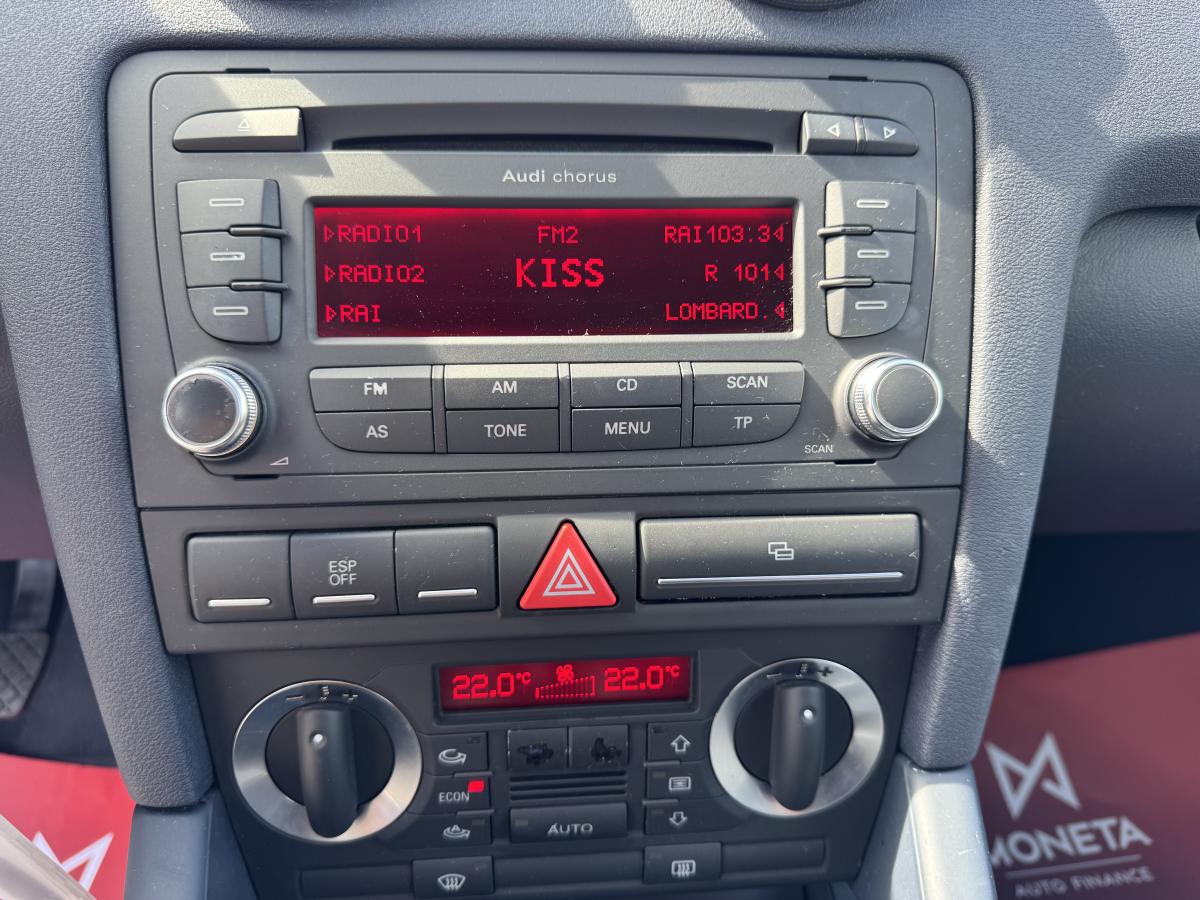 Audi chorus
RADIO1 FM2 RAI103.3
RADIO2 KISS R 101
RAI LOMBARD.
FM AM CD SCAN
AS TONE MENU TP
SCAN
ESP
OFF
22.0°C 22.0°C
ECON
AUTO
MONETA
AUTO FINANCE